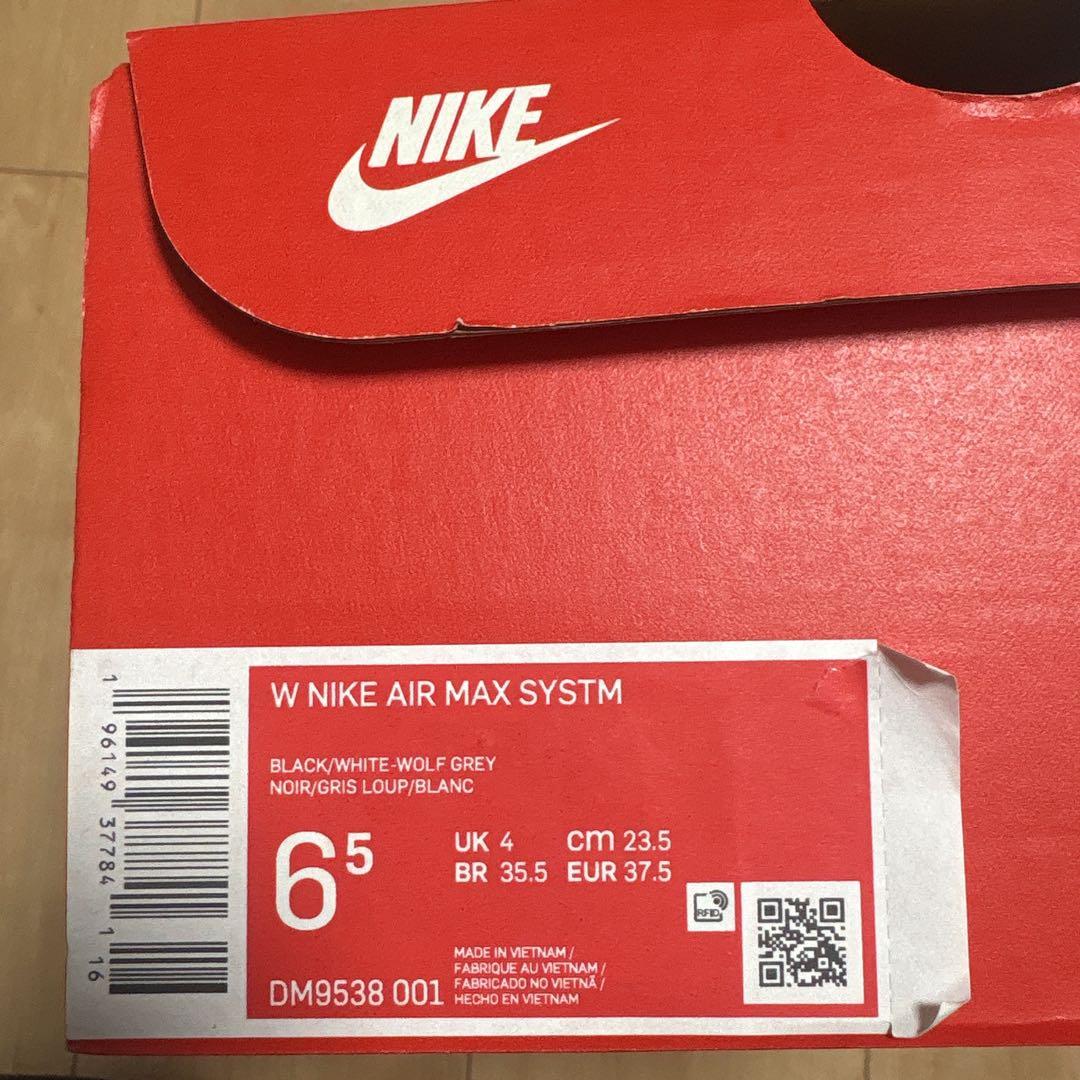 NIKE
W NIKE AIR MAX SYSTM
BLACK/WHITE-WOLF GREY
NOIR/GRIS LOUP/BLANC
6⁵
UK 4 cm 23.5
BR 35.5 EUR 37.5
RFID
DM9538 001
MADE IN VIETNAM /
FABRIQUE AU VIETNAM /
FABRICADO NO VIETNÃ /
HECHO EN VIETNAM
1 96149 37784 1 16